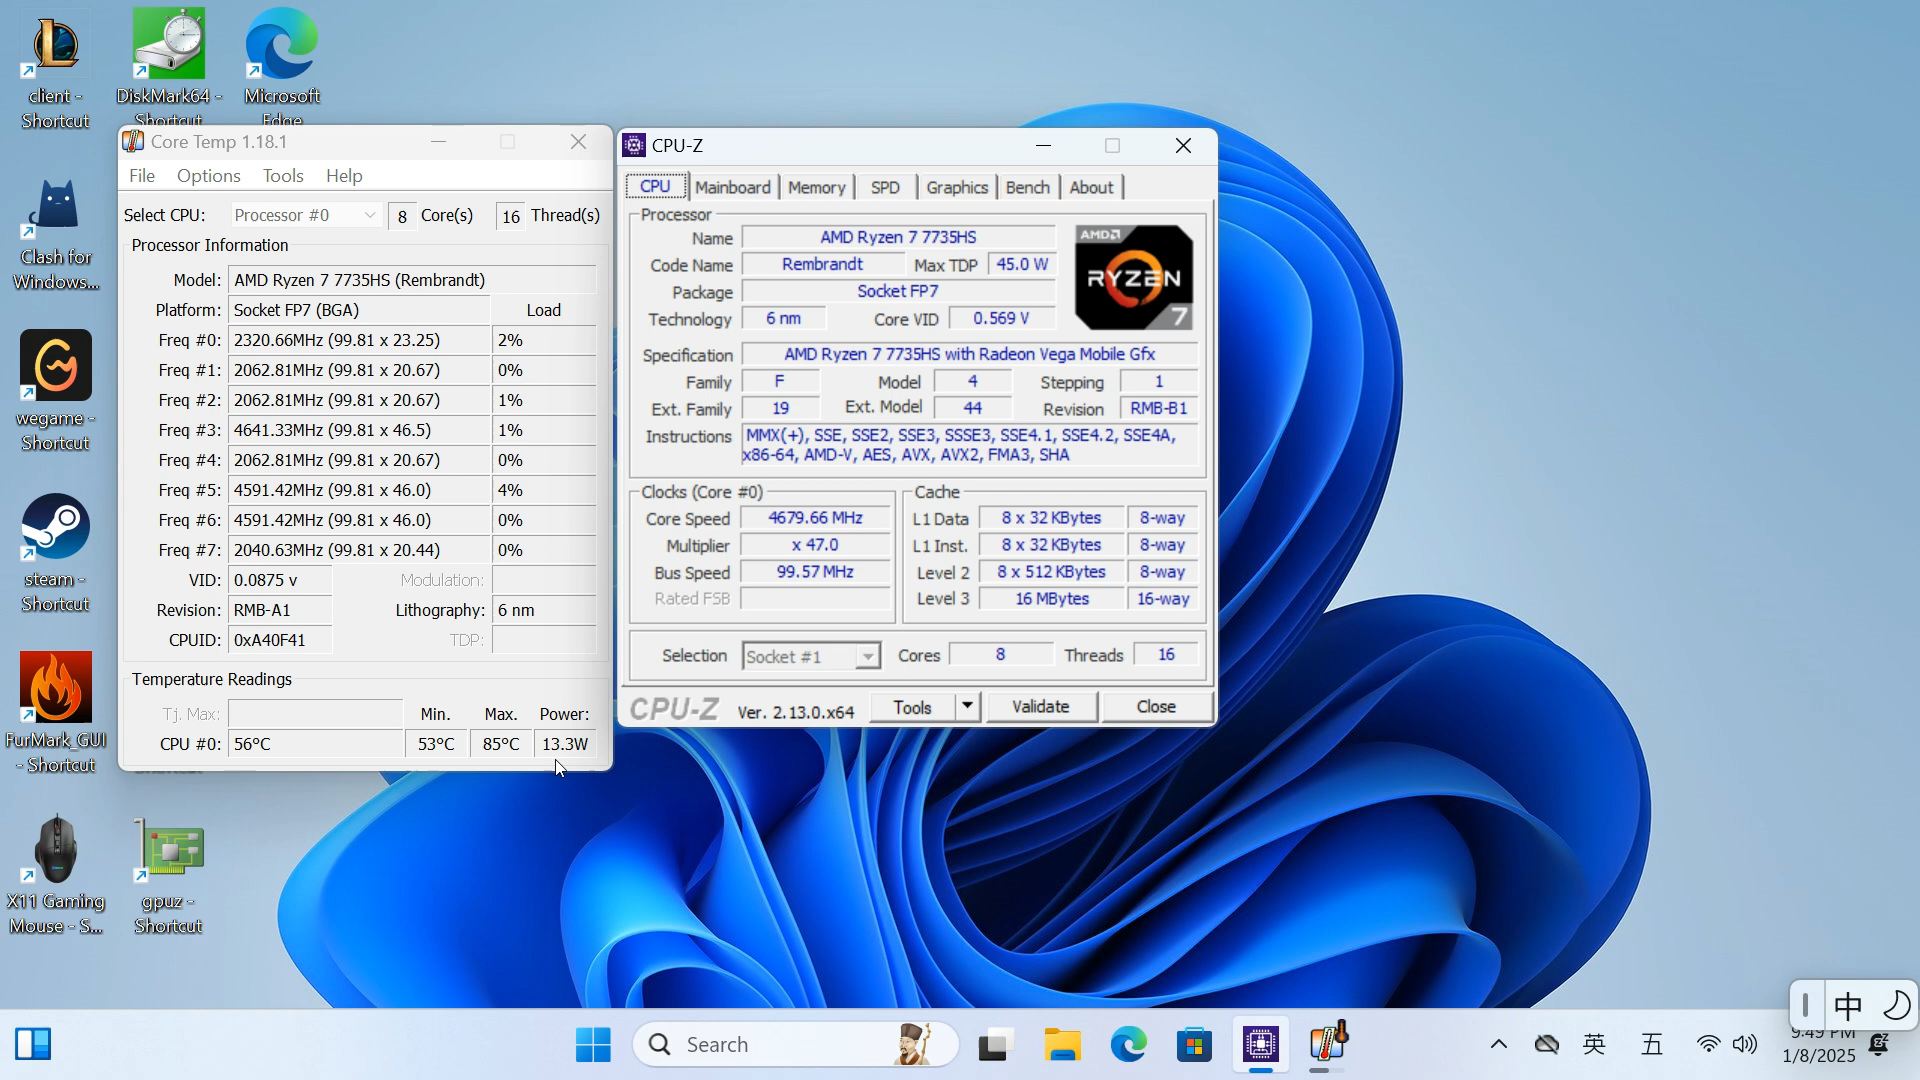 client -
Shortcut
DiskMark64 -
Shortcut
Microsoft
Edge
Clash for
Windows...
wegame -
Shortcut
steam -
Shortcut
FurMark_GUI
- Shortcut
X11 Gaming
Mouse - S...
gpuz -
Shortcut
Core Temp 1.18.1
File Options Tools Help
Select CPU: Processor #0 8 Core(s) 16 Thread(s)
Processor Information
Model: AMD Ryzen 7 7735HS (Rembrandt)
Platform: Socket FP7 (BGA) Load
Freq #0: 2320.66MHz (99.81 x 23.25) 2%
Freq #1: 2062.81MHz (99.81 x 20.67) 0%
Freq #2: 2062.81MHz (99.81 x 20.67) 1%
Freq #3: 4641.33MHz (99.81 x 46.5) 1%
Freq #4: 2062.81MHz (99.81 x 20.67) 0%
Freq #5: 4591.42MHz (99.81 x 46.0) 4%
Freq #6: 4591.42MHz (99.81 x 46.0) 0%
Freq #7: 2040.63MHz (99.81 x 20.44) 0%
VID: 0.0875 v Modulation:
Revision: RMB-A1 Lithography: 6 nm
CPUID: 0xA40F41 TDP:
Temperature Readings
Tj. Max: Min. Max. Power:
CPU #0: 56°C 53°C 85°C 13.3W
CPU-Z
CPU Mainboard Memory SPD Graphics Bench About
Processor
Name AMD Ryzen 7 7735HS
Code Name Rembrandt Max TDP 45.0 W
Package Socket FP7
Technology 6 nm Core VID 0.569 V
AMD
RYZEN
7
Specification AMD Ryzen 7 7735HS with Radeon Vega Mobile Gfx
Family F Model 4 Stepping 1
Ext. Family 19 Ext. Model 44 Revision RMB-B1
Instructions MMX(+), SSE, SSE2, SSE3, SSSE3, SSE4.1, SSE4.2, SSE4A,
x86-64, AMD-V, AES, AVX, AVX2, FMA3, SHA
Clocks (Core #0)
Core Speed 4679.66 MHz
Multiplier x 47.0
Bus Speed 99.57 MHz
Rated FSB
Cache
L1 Data 8 x 32 KBytes 8-way
L1 Inst. 8 x 32 KBytes 8-way
Level 2 8 x 512 KBytes 8-way
Level 3 16 MBytes 16-way
Selection Socket #1 Cores 8 Threads 16
CPU-Z Ver. 2.13.0.x64 Tools Validate Close
中
Search
英
五
9:49 PM
1/8/2025